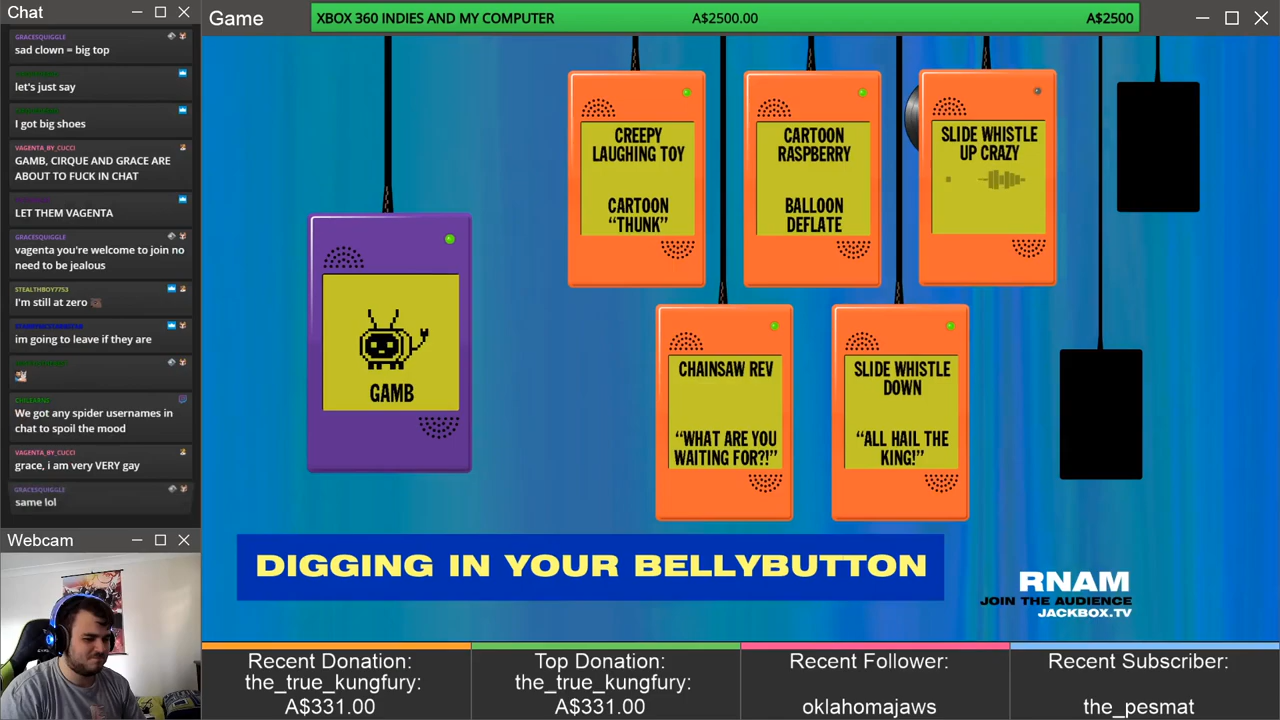 Chat
GRACESQUIGGLE
sad clown = big top
let's just say
I got big shoes
VAGENTA_BY_CUCCI
GAMB, CIRQUE AND GRACE ARE
ABOUT TO FUCK IN CHAT
LET THEM VAGENTA
GRACESQUIGGLE
vagenta you're welcome to join no
need to be jealous
STEALTHBOY7753
I'm still at zero
im going to leave if they are
We got any spider usernames in
chat to spoil the mood
VAGENTA_BY_CUCCI
grace, i am very VERY gay
GRACESQUIGGLE
same lol
Webcam
Game
XBOX 360 INDIES AND MY COMPUTER
A$2500.00
A$2500
GAMB
CREEPY
LAUGHING TOY
CARTOON
“THUNK”
CARTOON
RASPBERRY
BALLOON
DEFLATE
SLIDE WHISTLE
UP CRAZY
CHAINSAW REV
“WHAT ARE YOU
WAITING FOR?!”
SLIDE WHISTLE
DOWN
“ALL HAIL THE
KING!”
DIGGING IN YOUR BELLYBUTTON
RNAM
JOIN THE AUDIENCE
JACKBOX.TV
Recent Donation:
the_true_kungfury:
A$331.00
Top Donation:
the_true_kungfury:
A$331.00
Recent Follower:
oklahomajaws
Recent Subscriber:
the_pesmat